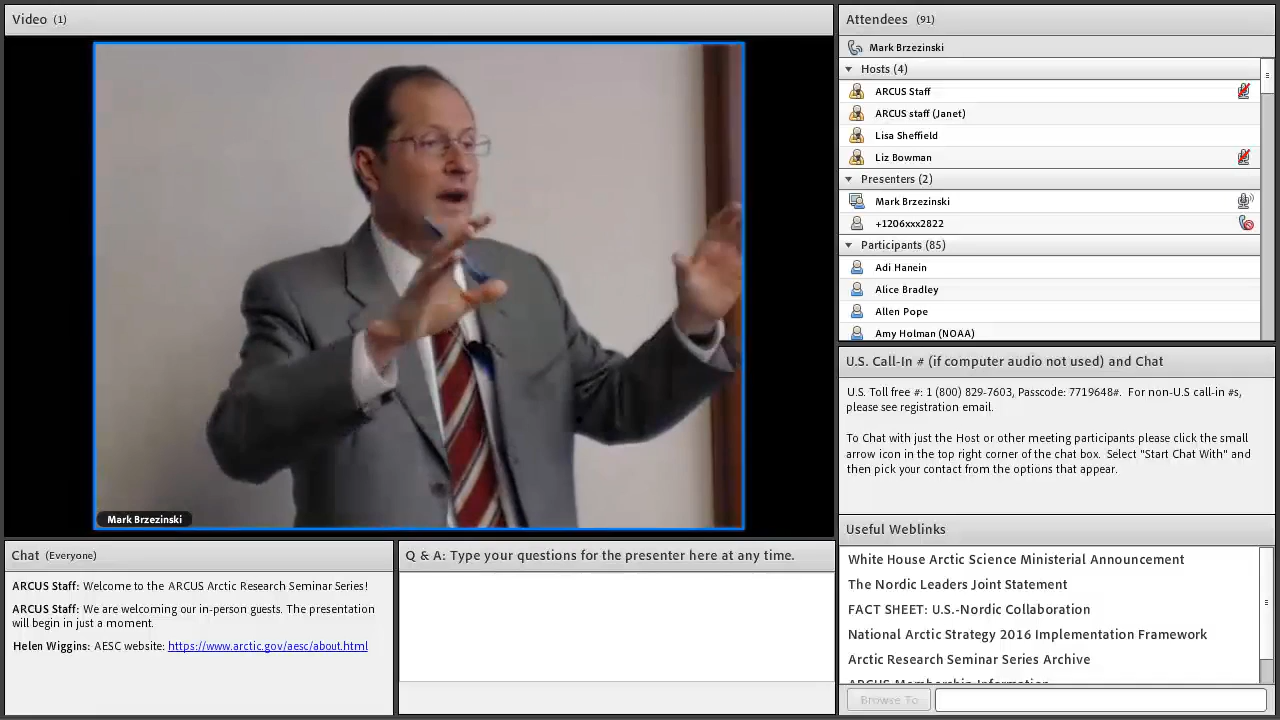 Video (1)
Mark Brzezinski
Attendees (91)
Mark Brzezinski
Hosts (4)
ARCUS Staff
ARCUS staff (Janet)
Lisa Sheffield
Liz Bowman
Presenters (2)
Mark Brzezinski
+1206xxx2822
Participants (85)
Adi Hanein
Alice Bradley
Allen Pope
Amy Holman (NOAA)
U.S. Call-In # (if computer audio not used) and Chat
U.S. Toll free #: 1 (800) 829-7603, Passcode: 7719648#. For non-U.S call-in #s,
please see registration email.
To Chat with just the Host or other meeting participants please click the small
arrow icon in the top right corner of the chat box. Select "Start Chat With" and
then pick your contact from the options that appear.
Useful Weblinks
White House Arctic Science Ministerial Announcement
The Nordic Leaders Joint Statement
FACT SHEET: U.S.-Nordic Collaboration
National Arctic Strategy 2016 Implementation Framework
Arctic Research Seminar Series Archive
ARCUS Membership Information
Browse To
Chat (Everyone)
ARCUS Staff: Welcome to the ARCUS Arctic Research Seminar Series!
ARCUS Staff: We are welcoming our in-person guests. The presentation
will begin in just a moment.
Helen Wiggins: AESC website: https://www.arctic.gov/aesc/about.html
Q & A: Type your questions for the presenter here at any time.